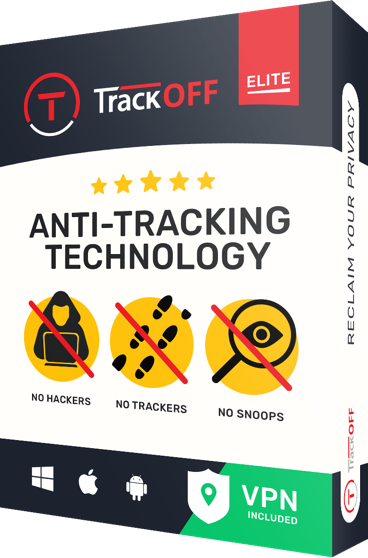 T TrackOFF
ELITE
ANTI-TRACKING
TECHNOLOGY
NO HACKERS
NO TRACKERS
NO SNOOPS
VPN
INCLUDED
RECLAIM YOUR PRIVACY
T TrackOFF